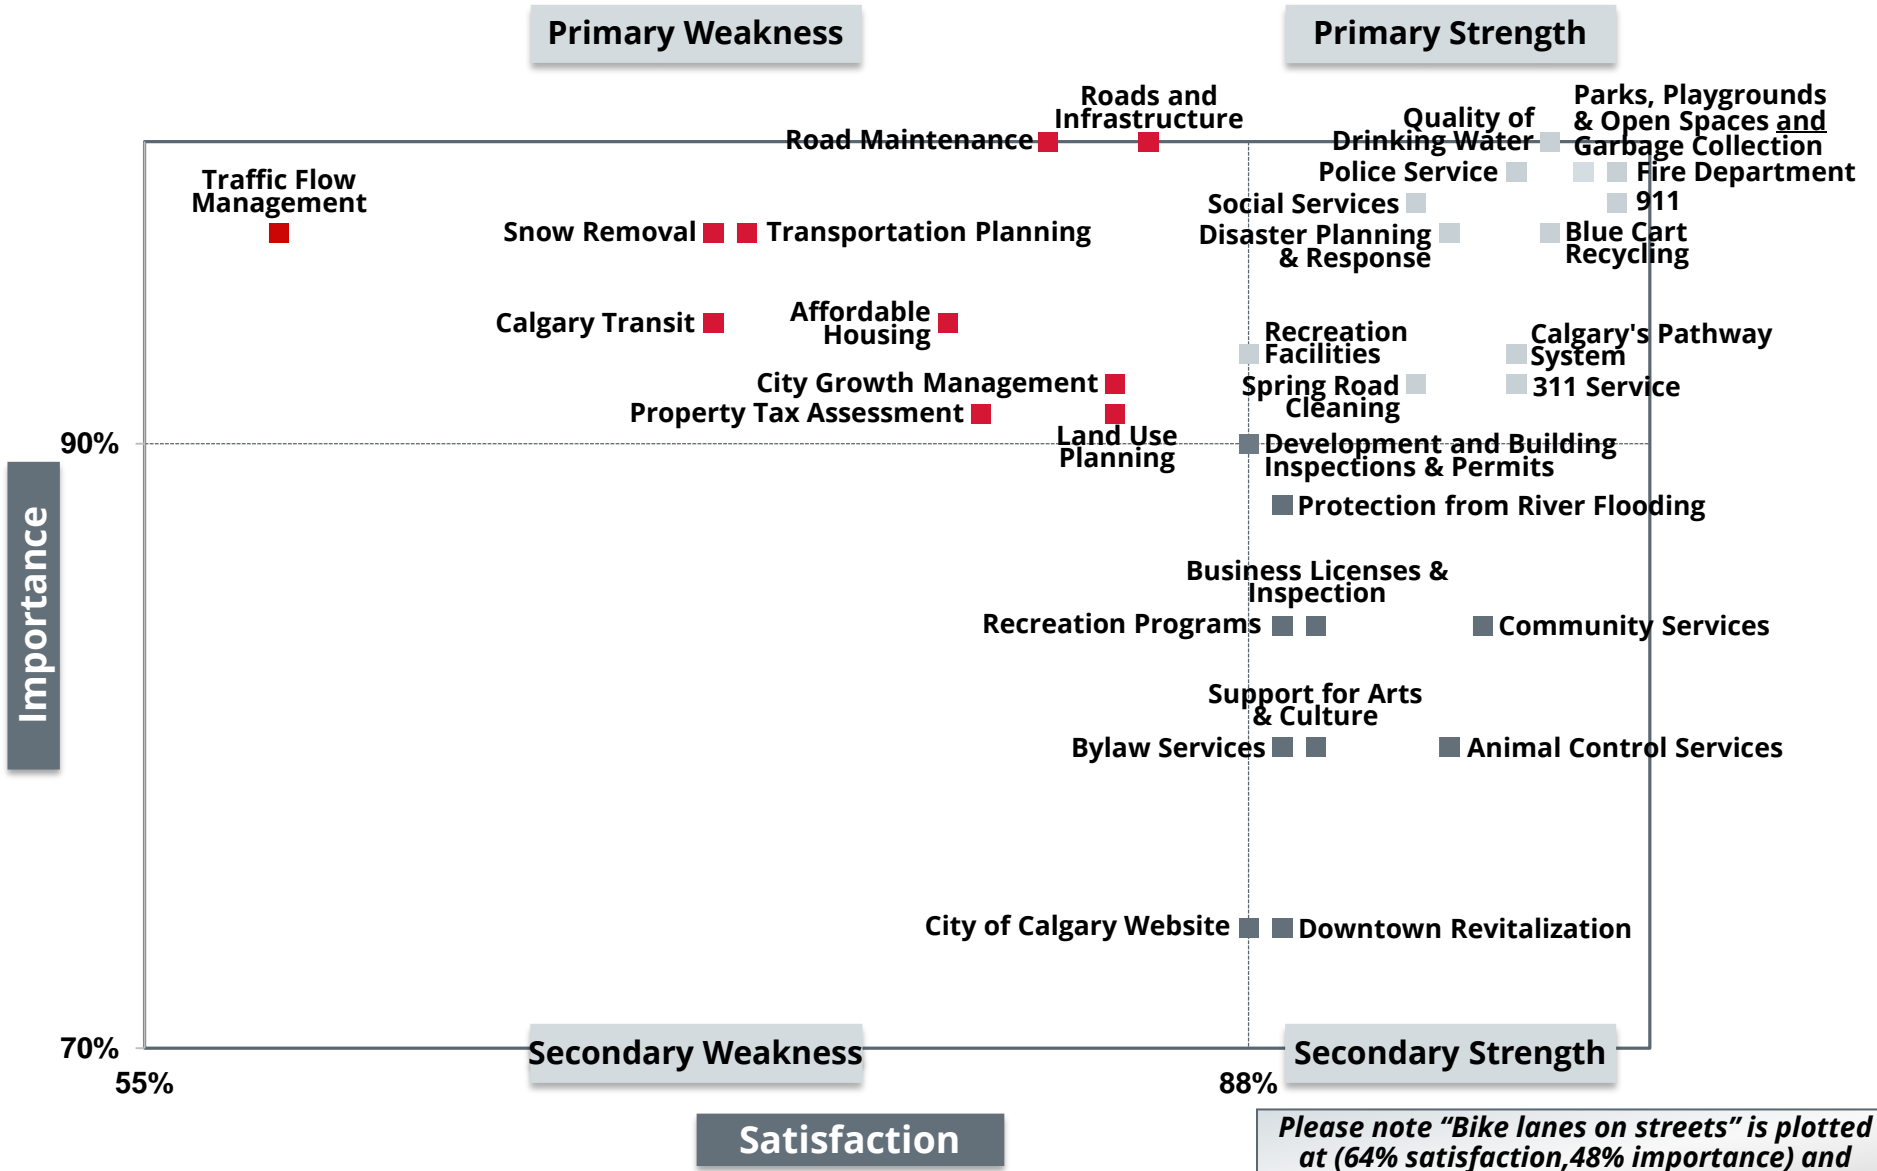 Primary Weakness
Primary Strength
Roads and
Infrastructure
Road Maintenance
Quality of
Drinking Water
Parks, Playgrounds
& Open Spaces and
Garbage Collection
Traffic Flow
Management
Police Service
Fire Department
Social Services
911
Snow Removal
Transportation Planning
Disaster Planning
& Response
Blue Cart
Recycling
Calgary Transit
Affordable
Housing
Recreation
Facilities
Calgary's Pathway
System
City Growth Management
Spring Road
Cleaning
311 Service
Property Tax Assessment
Land Use
Planning
90%
Development and Building
Inspections & Permits
Protection from River Flooding
Importance
Business Licenses &
Inspection
Recreation Programs
Community Services
Support for Arts
& Culture
Bylaw Services
Animal Control Services
City of Calgary Website
Downtown Revitalization
70%
Secondary Weakness
Secondary Strength
55%
88%
Satisfaction
Please note “Bike lanes on streets” is plotted
at (64% satisfaction,48% importance) and